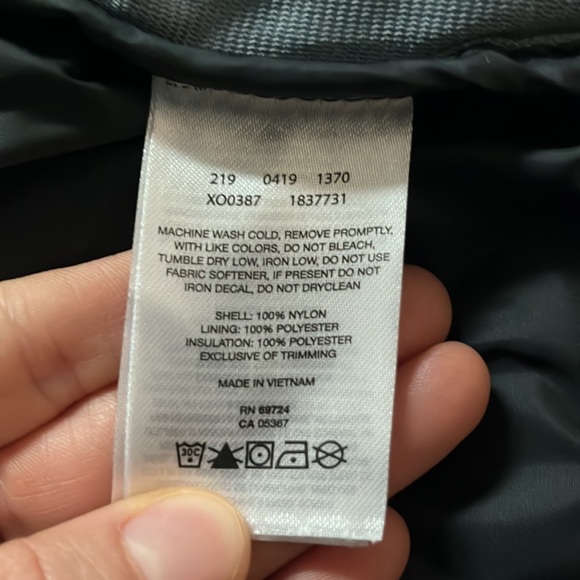 219 0419 1370
XO0387 1837731
MACHINE WASH COLD, REMOVE PROMPTLY,
WITH LIKE COLORS, DO NOT BLEACH,
TUMBLE DRY LOW, IRON LOW, DO NOT USE
FABRIC SOFTENER, IF PRESENT DO NOT
IRON DECAL, DO NOT DRYCLEAN
SHELL: 100% NYLON
LINING: 100% POLYESTER
INSULATION: 100% POLYESTER
EXCLUSIVE OF TRIMMING
MADE IN VIETNAM
RN 69724
CA 05367
30C